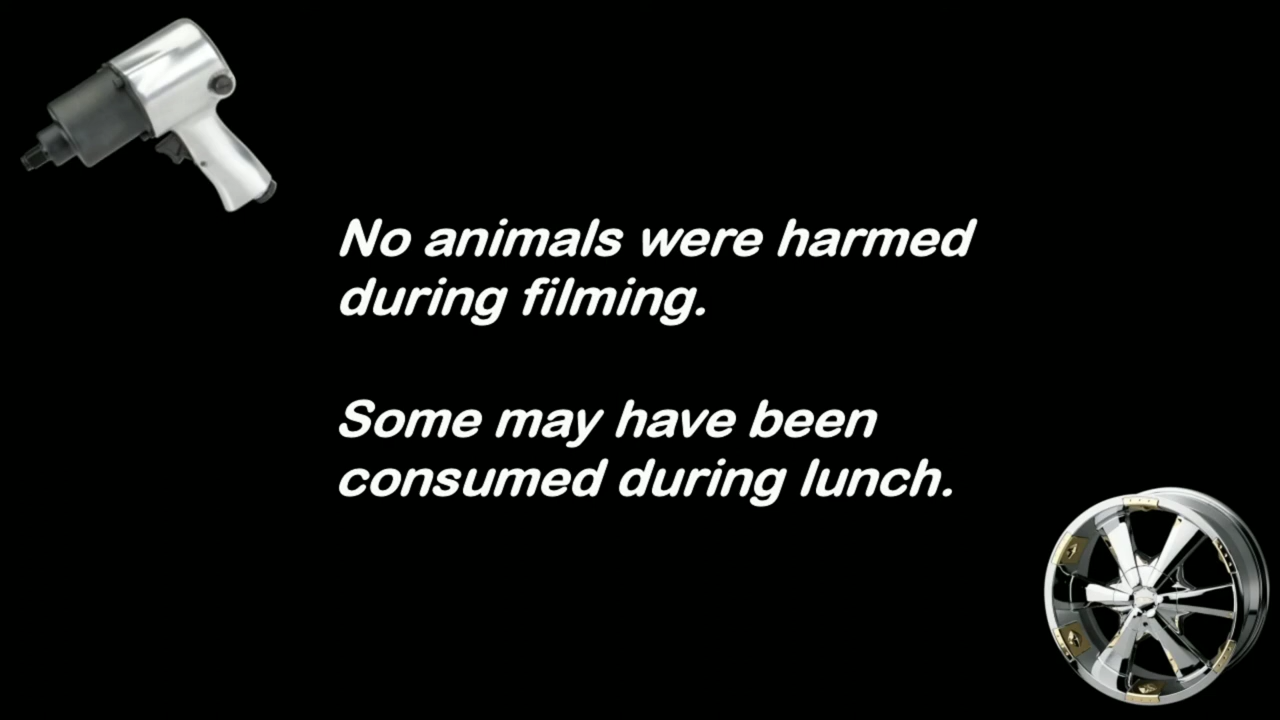 No animals were harmed
during filming.
Some may have been
consumed during lunch.